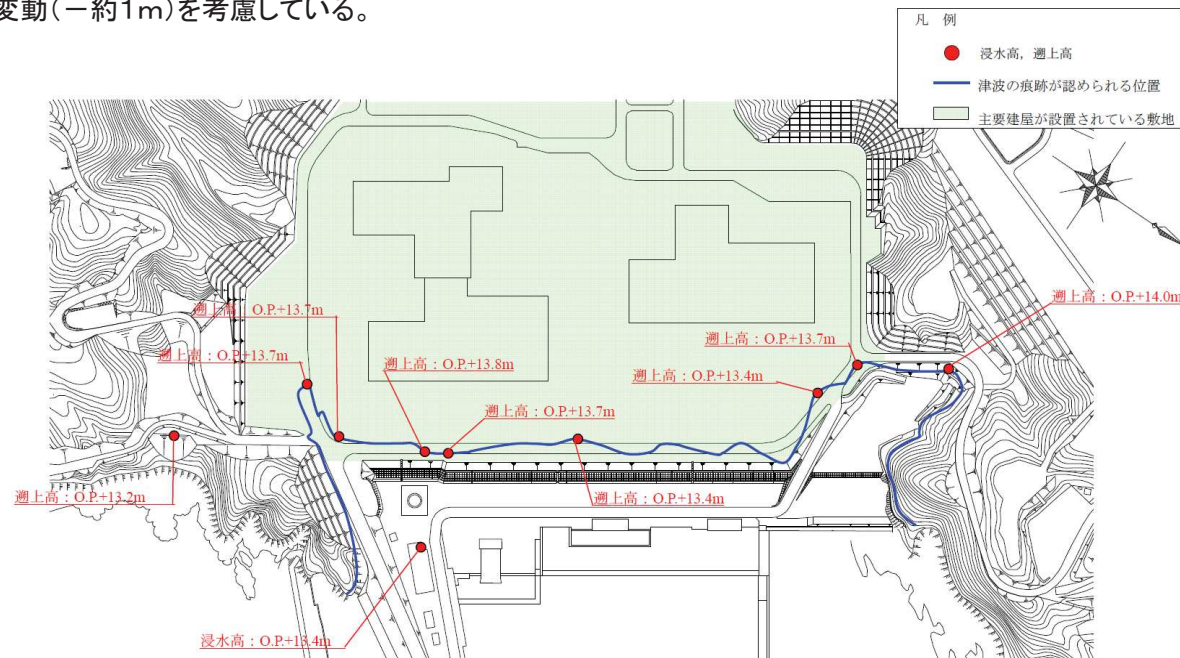 変動(-約1m)を考慮している。
凡 例
浸水高, 遡上高
津波の痕跡が認められる位置
主要建屋が設置されている敷地
遡上高:O.P.+14.0m
遡上高:O.P.+13.7m
遡上高:O.P.+13.7m
遡上高:O.P.+13.7m
遡上高:O.P.+13.8m
遡上高:O.P.+13.4m
遡上高:O.P.+13.7m
遡上高:O.P.+13.2m
遡上高:O.P.+13.4m
浸水高:O.P.+13.4m